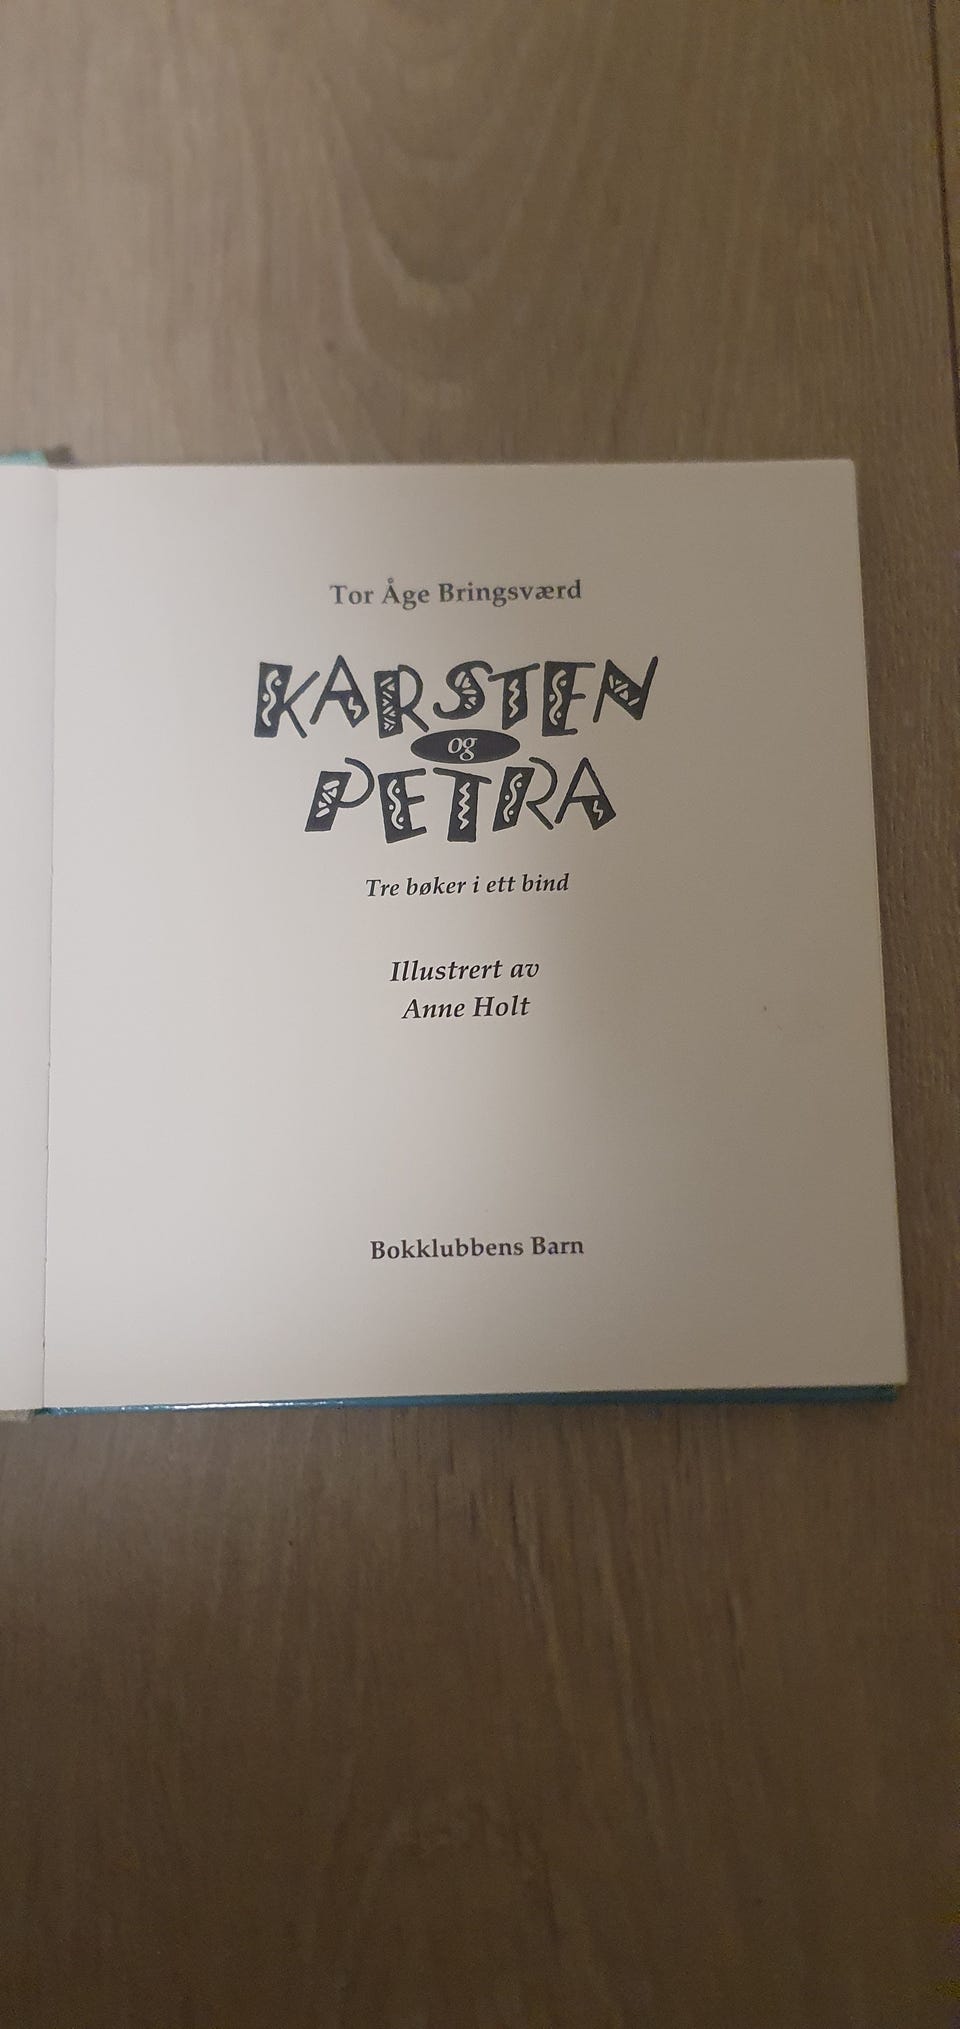 Tor Åge Bringsværd
KARSTEN
og
PETRA
Tre bøker i ett bind
Illustrert av
Anne Holt
Bokklubbens Barn